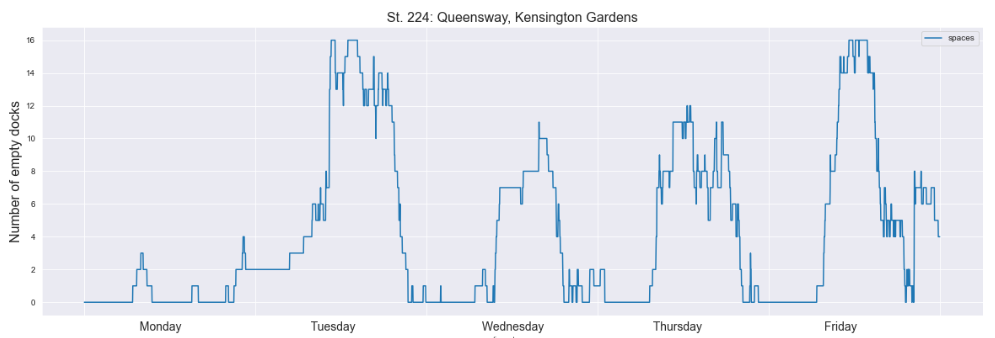 St. 224: Queensway, Kensington Gardens
spaces
Number of empty docks
16
14
12
10
8
6
4
2
0
Monday Tuesday Wednesday Thursday Friday